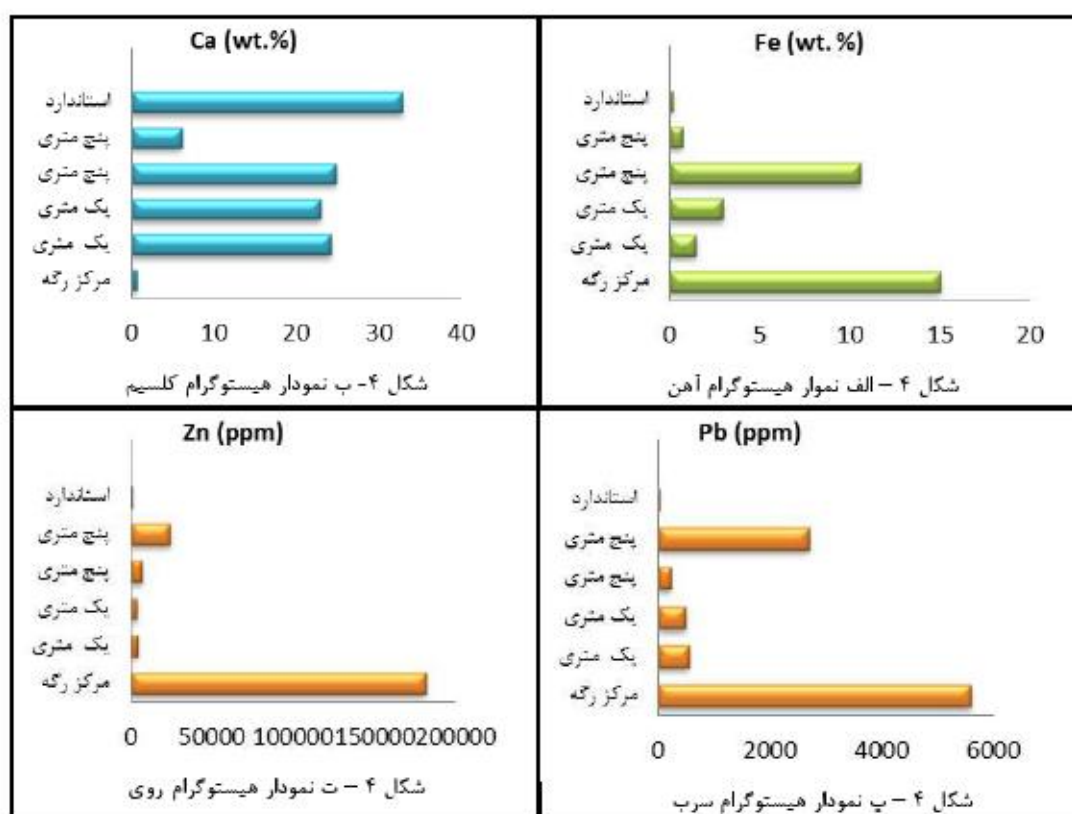 Fe (wt. %)
استاندارد
پنج متری
پنج متری
یک متری
یک متری
مرکز رگه
0 5 10 15 20
شکل ۴ – الف نموار هیستوگرام آهن
Ca (wt.%)
استاندارد
پنج متری
پنج متری
یک متری
یک متری
مرکز رگه
0 10 20 30 40
شکل ۴- ب نمودار هیستوگرام کلسیم
Pb (ppm)
استاندارد
پنج متری
پنج متری
یک متری
یک متری
مرکز رگه
0 2000 4000 6000
شکل ۴ – پ نمودار هیستوگرام سرب
Zn (ppm)
استاندارد
پنج متری
پنج متری
یک متری
یک متری
مرکز رگه
0 50000 100000 150000 200000
شکل ۴ – ت نمودار هیستوگرام روی